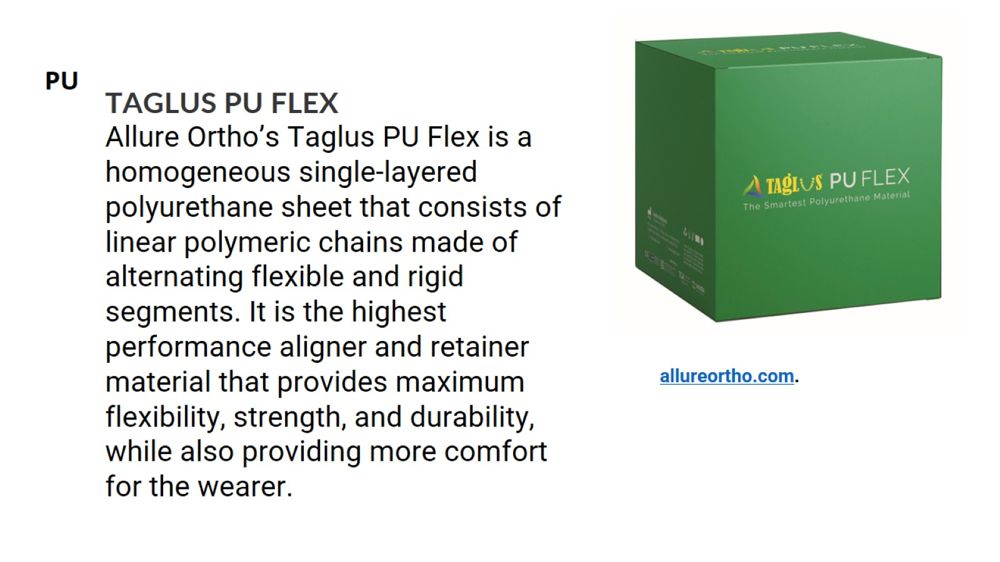 PU
TAGLUS PU FLEX
Allure Ortho’s Taglus PU Flex is a
homogeneous single-layered
polyurethane sheet that consists of
linear polymeric chains made of
alternating flexible and rigid
segments. It is the highest
performance aligner and retainer
material that provides maximum
flexibility, strength, and durability,
while also providing more comfort
for the wearer.
TAGLUS PU FLEX
TAGLUS PU FLEX
The Smartest Polyurethane Material
allureortho.com.